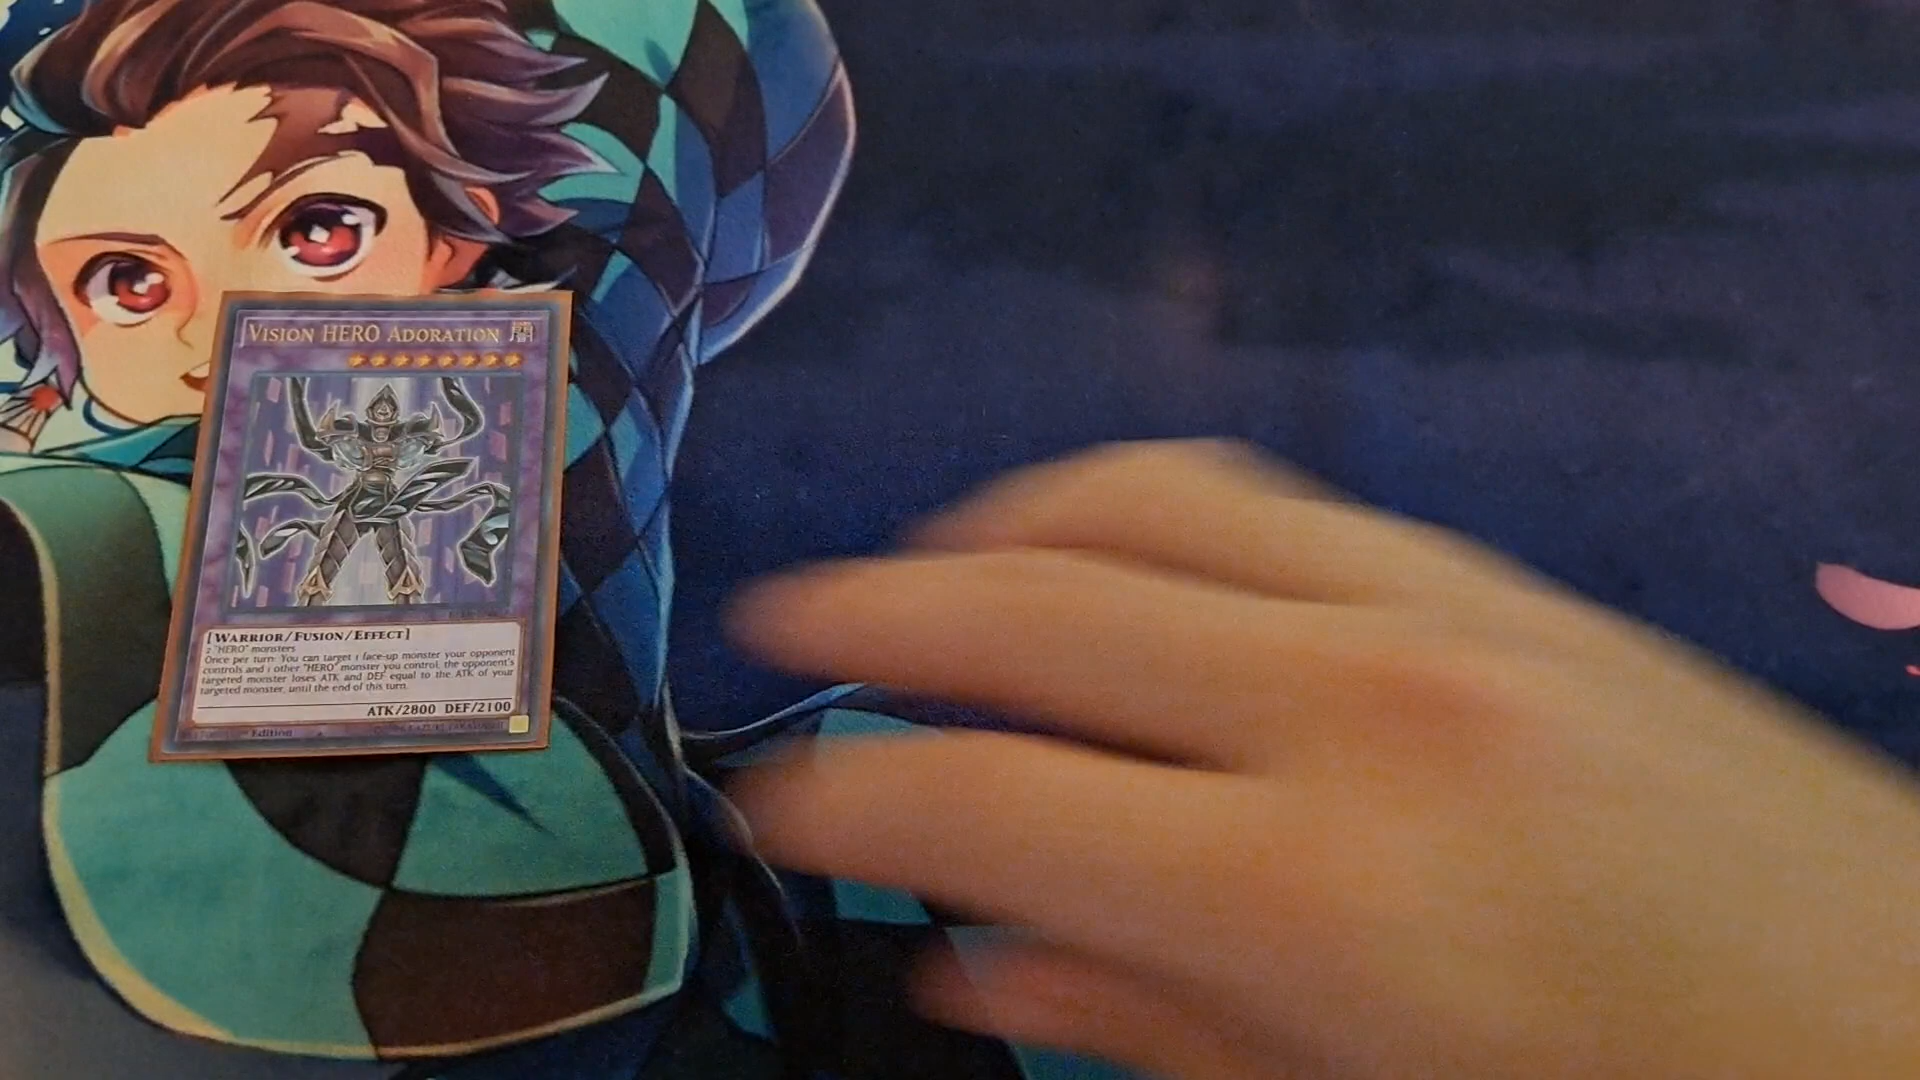 VISION HERO ADORATION
[WARRIOR/FUSION/EFFECT]
2 "HERO" monsters
Once per turn: You can target 1 face-up monster your opponent
controls and 1 other "HERO" monster you control; the opponent's
targeted monster loses ATK and DEF equal to the ATK of your
targeted monster, until the end of this turn.
ATK/2800 DEF/2100
Edition